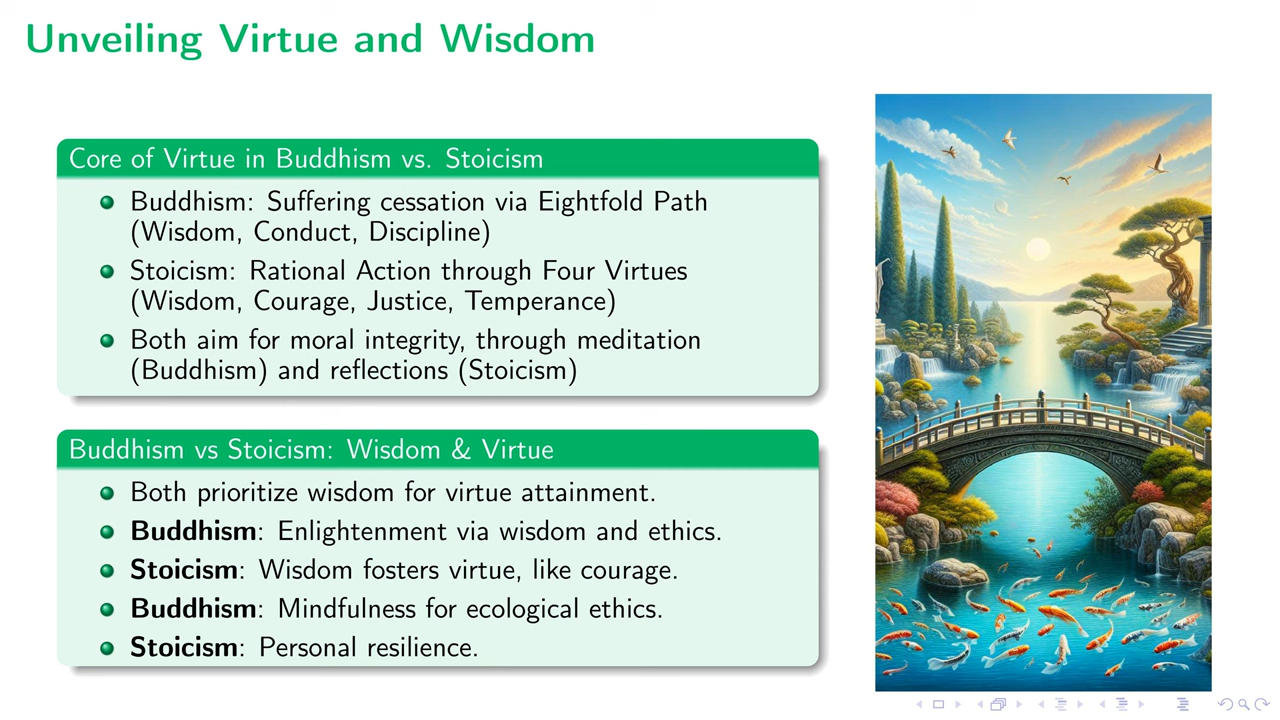 Unveiling Virtue and Wisdom
Core of Virtue in Buddhism vs. Stoicism
Buddhism: Suffering cessation via Eightfold Path
(Wisdom, Conduct, Discipline)
Stoicism: Rational Action through Four Virtues
(Wisdom, Courage, Justice, Temperance)
Both aim for moral integrity, through meditation
(Buddhism) and reflections (Stoicism)
Buddhism vs Stoicism: Wisdom & Virtue
Both prioritize wisdom for virtue attainment.
Buddhism: Enlightenment via wisdom and ethics.
Stoicism: Wisdom fosters virtue, like courage.
Buddhism: Mindfulness for ecological ethics.
Stoicism: Personal resilience.